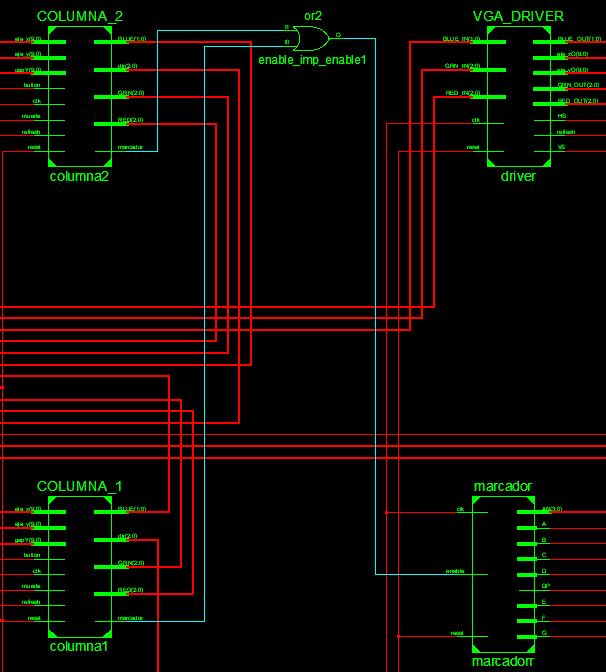 COLUMNA_2
eje_x(9:0)
eje_y(9:0)
gapY(9:0)
button
clk
muerte
refresh
reset
BLUE(1:0)
dir(2:0)
GRN(2:0)
RED(2:0)
marcador
columna2
or2
O
enable_imp_enable1
VGA_DRIVER
BLUE_IN(1:0)
GRN_IN(2:0)
RED_IN(2:0)
clk
reset
BLUE_OUT(1:0)
eje_xO(9:0)
eje_yO(9:0)
GRN_OUT(2:0)
RED_OUT(2:0)
HS
refresh
VS
driver
COLUMNA_1
eje_x(9:0)
eje_y(9:0)
gapY(9:0)
button
clk
muerte
refresh
reset
BLUE(1:0)
dir(2:0)
GRN(2:0)
RED(2:0)
marcador
columna1
marcador
clk
enable
reset
AN(3:0)
A
B
C
D
DP
E
F
G
marcadorr